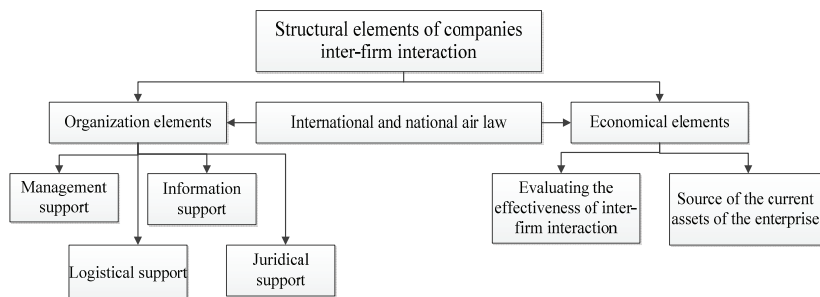 Structural elements of companies
inter-firm interaction
Organization elements
International and national air law
Economical elements
Management
support
Information
support
Evaluating the
effectiveness of inter-
firm interaction
Source of the current
assets of the enterprise
Logistical support
Juridical
support